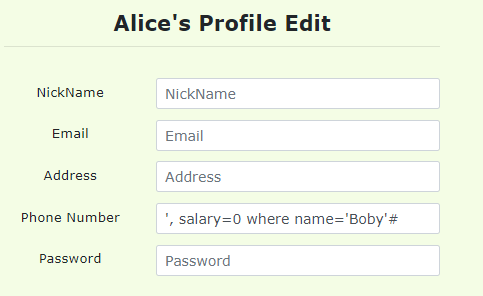 Alice's Profile Edit
NickName NickName
Email Email
Address Address
Phone Number ', salary=0 where name='Boby'#
Password Password